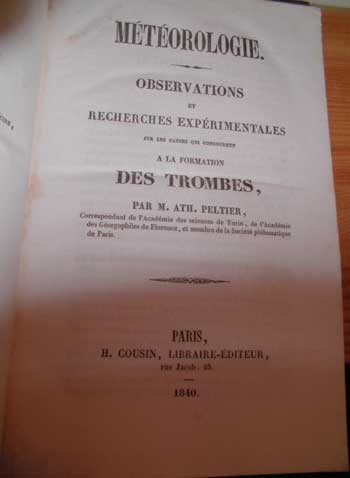 MÉTÉOROLOGIE.
OBSERVATIONS
ET
RECHERCHES EXPÉRIMENTALES
SUR LES CAUSES QUI CONCOURENT
A LA FORMATION
DES TROMBES,
PAR M. ATH. PELTIER,
Correspondant de l'Académie des sciences de Turin, de l'Académie
des Géorgophiles de Florence, et membre de la Société philomatique
de Paris.
PARIS,
H. COUSIN, LIBRAIRE-ÉDITEUR,
rue Jacob.
1840.